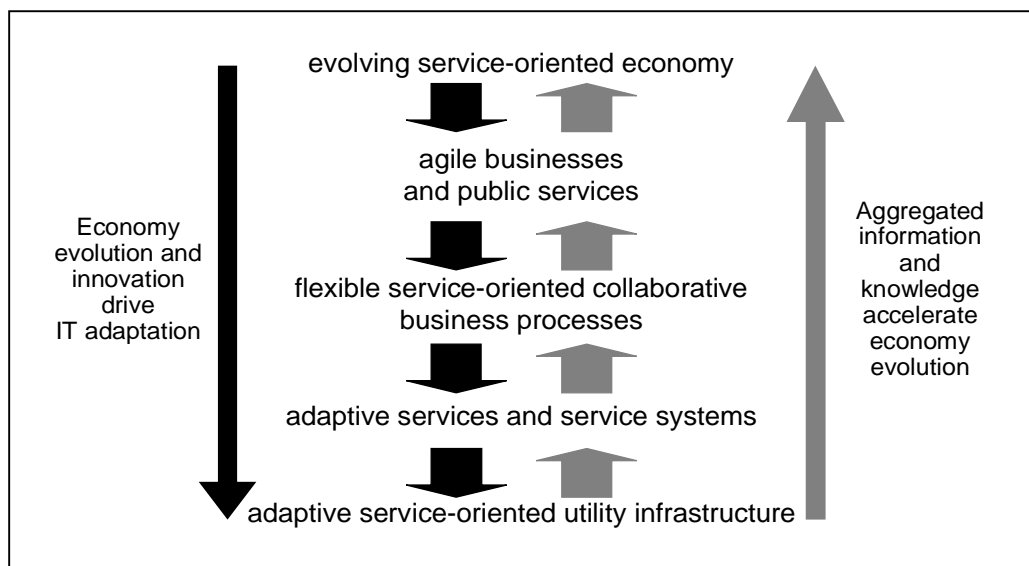 evolving service-oriented economy
agile businesses
and public services
Economy
evolution and
innovation
drive
IT adaptation
flexible service-oriented collaborative
business processes
Aggregated
information
and
knowledge
accelerate
economy
evolution
adaptive services and service systems
adaptive service-oriented utility infrastructure